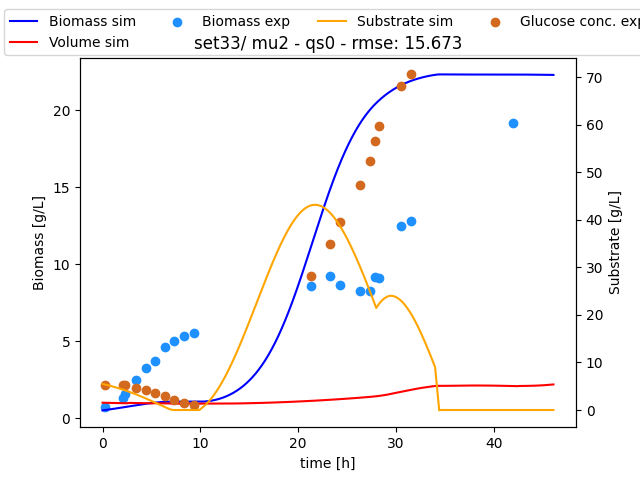 Biomass sim Biomass exp Substrate sim Glucose conc. exp
Volume sim
set33/ mu2 - qs0 - rmse: 15.673
Biomass [g/L]
20
15
10
5
0
Substrate [g/L]
70
60
50
40
30
20
10
0
0 10 20 30 40
time [h]